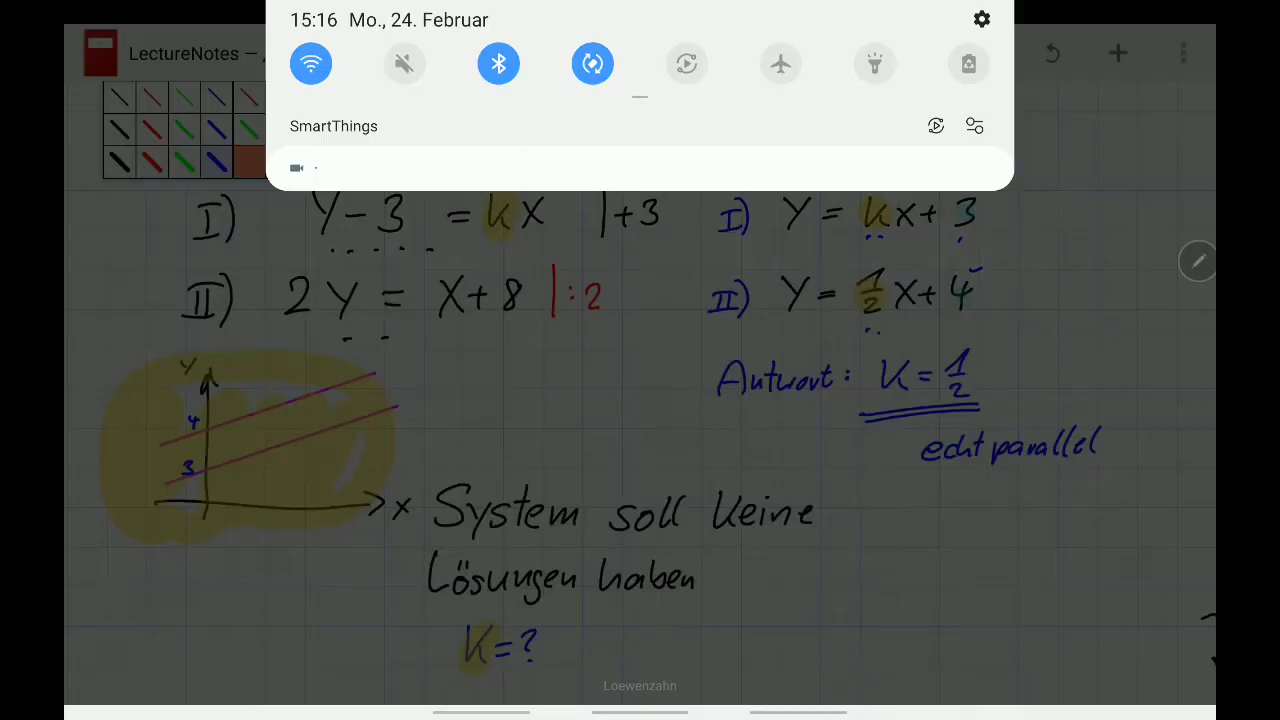 15:16 Mo., 24. Februar
LectureNotes —
SmartThings
I) Y - 3 = kX |+3
I) Y = kx + 3
II) 2Y = X + 8 |:2
II) Y = 1/2 X + 4
Antwort: K = 1/2
echt parallel
Y
4
3
X
System soll keine
Lösungen haben
K = ?
Loewenzahn